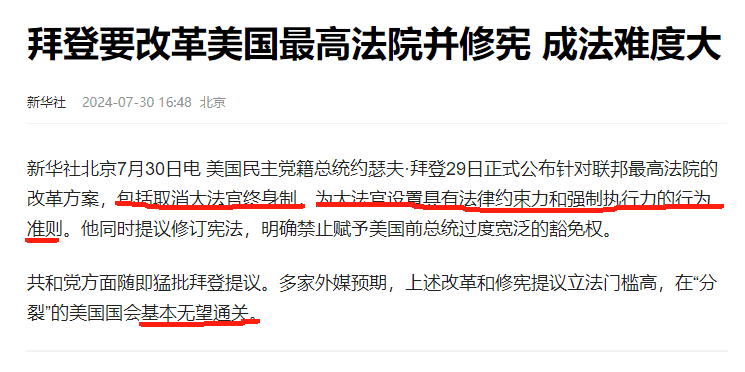 拜登要改革美国最高法院并修宪 成法难度大
新华社 2024-07-30 16:48 北京
新华社北京7月30日电 美国民主党籍总统约瑟夫·拜登29日正式公布针对联邦最高法院的
改革方案，包括取消大法官终身制，为大法官设置具有法律约束力和强制执行力的行为
准则。他同时提议修订宪法，明确禁止赋予美国前总统过度宽泛的豁免权。
共和党方面随即猛批拜登提议。多家外媒预期，上述改革和修宪提议立法门槛高，在“分
裂”的美国国会基本无望通关。